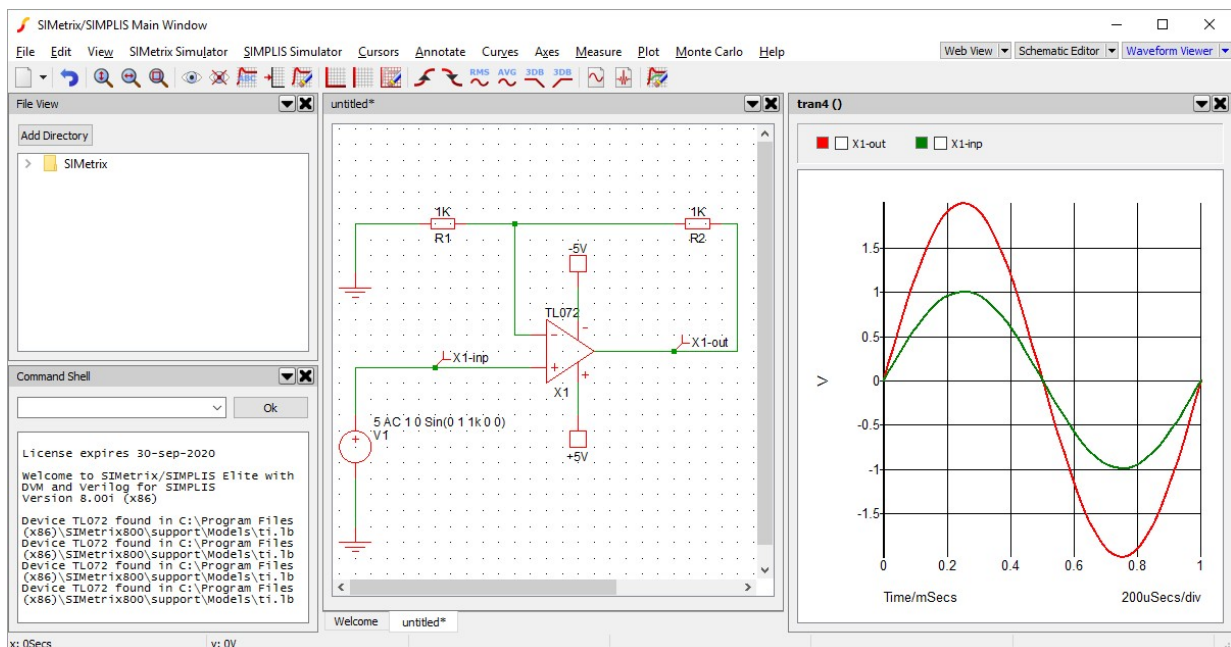 SIMetrix/SIMPLIS Main Window
File Edit View SIMetrix Simulator SIMPLIS Simulator Cursors Annotate Curves Axes Measure Plot Monte Carlo Help
Web View Schematic Editor Waveform Viewer
ABC RMS AVG 3DB 3DB
File View
Add Directory
SIMetrix
Command Shell
Ok
License expires 30-sep-2020
Welcome to SIMetrix/SIMPLIS Elite with
DVM and Verilog for SIMPLIS
Version 8.00i (x86)
Device TL072 found in C:\Program Files
(x86)\SIMetrix800\support\Models\ti.lb
Device TL072 found in C:\Program Files
(x86)\SIMetrix800\support\Models\ti.lb
Device TL072 found in C:\Program Files
(x86)\SIMetrix800\support\Models\ti.lb
Device TL072 found in C:\Program Files
(x86)\SIMetrix800\support\Models\ti.lb
untitled*
1K
R1
1K
R2
-5V
TL072
X1-out
X1-inp
X1
5 AC 1 0 Sin(0 1 1k 0 0)
V1
+5V
Welcome untitled*
tran4 ()
X1-out X1-inp
1.5
1
0.5
0
-0.5
-1
-1.5
V
0 0.2 0.4 0.6 0.8 1
Time/mSecs 200uSecs/div
x: 0Secs y: 0V